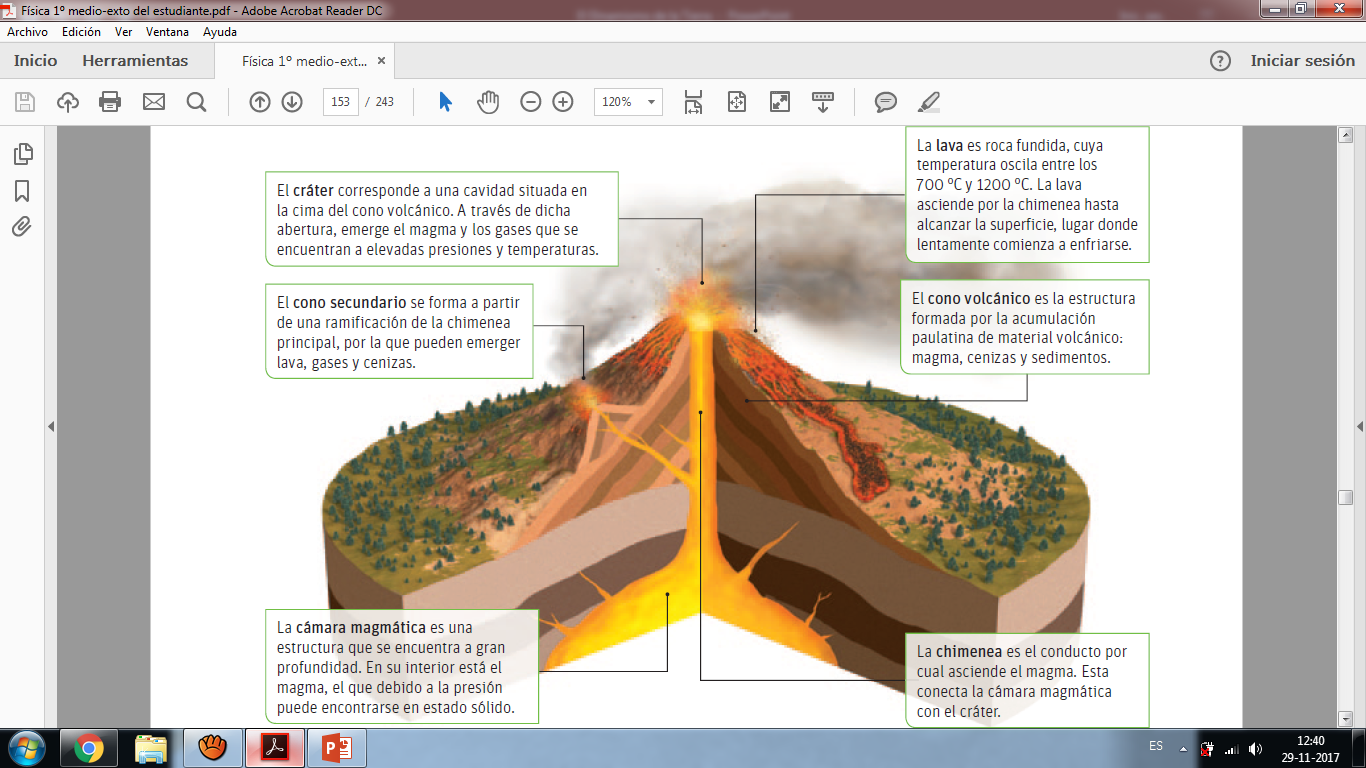 Física 1º medio-exto del estudiante.pdf - Adobe Acrobat Reader DC
Archivo Edición Ver Ventana Ayuda
Inicio Herramientas Física 1º medio-ext... × ? Iniciar sesión
153 / 243 120%
El cráter corresponde a una cavidad situada en
la cima del cono volcánico. A través de dicha
abertura, emerge el magma y los gases que se
encuentran a elevadas presiones y temperaturas.
La lava es roca fundida, cuya
temperatura oscila entre los
700 ºC y 1200 ºC. La lava
asciende por la chimenea hasta
alcanzar la superficie, lugar donde
lentamente comienza a enfriarse.
El cono secundario se forma a partir
de una ramificación de la chimenea
principal, por la que pueden emerger
lava, gases y cenizas.
El cono volcánico es la estructura
formada por la acumulación
paulatina de material volcánico:
magma, cenizas y sedimentos.
La cámara magmática es una
estructura que se encuentra a gran
profundidad. En su interior está el
magma, el que debido a la presión
puede encontrarse en estado sólido.
La chimenea es el conducto por
cual asciende el magma. Esta
conecta la cámara magmática
con el cráter.
ES
12:40
29-11-2017